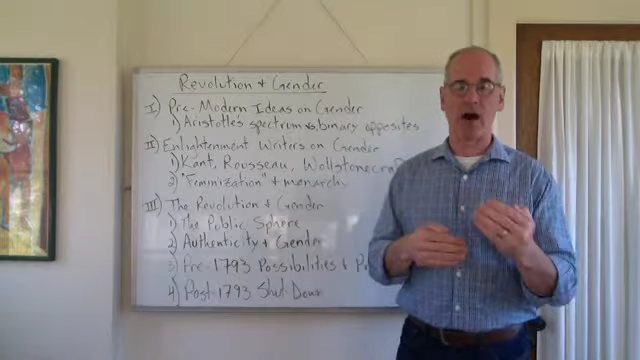 Revolution + Gender
I) Pre-Modern Ideas on Gender
1) Aristotle's spectrum vs binary opposites
II) Enlightenment Writers on Gender
1) Kant, Rousseau, Wollstonecraf
2) "Feminization" + monarchy
III) The Revolution + Gender
1) The Public Sphere
2) Authenticity + Gender
3) Pre-1793 Possibilities +
4) Post-1793 Shut-Down